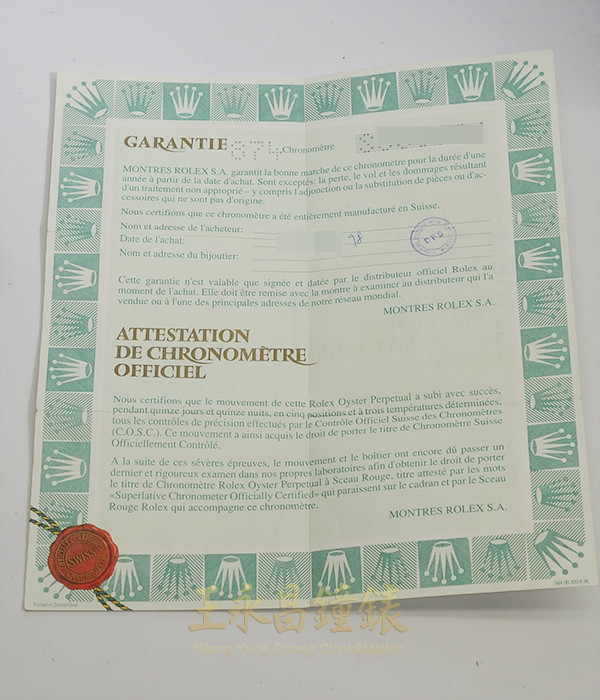 GARANTIE
874
Chronomètre
MONTRES ROLEX S.A. garantit la bonne marche de ce chronomètre pour la durée d'une
année à partir de la date d'achat. Sont exceptés: la perte, le vol et les dommages résultant
d'un traitement non approprié – y compris l'adjonction ou la substitution de pièces ou d'ac-
cessoires qui ne sont pas d'origine.
Nous certifions que ce chronomètre a été entièrement manufacturé en Suisse.
Nom et adresse de l'acheteur:
Date de l'achat:
98
DES
Nom et adresse du bijoutier:
Cette garantie n'est valable que signée et datée par le distributeur officiel Rolex au
moment de l'achat. Elle doit être remise avec la montre à examiner au distributeur qui l'a
vendue ou à l'une des principales adresses de notre réseau mondial.
MONTRES ROLEX S.A.
ATTESTATION
DE CHRONOMÈTRE
OFFICIEL
Nous certifions que le mouvement de cette Rolex Oyster Perpetual a subi avec succès,
pendant quinze jours et quinze nuits, en cinq positions et à trois températures déterminées,
tous les contrôles de précision effectués par le Contrôle Officiel Suisse des Chronomètres
(C.O.S.C.). Ce mouvement a ainsi acquis le droit de porter le titre de Chronomètre Suisse
Officiellement Contrôlé.
A la suite de ces sévères épreuves, le mouvement et le boîtier ont encore dû passer un
dernier et rigoureux examen dans nos propres laboratoires afin d'obtenir le droit de porter
le titre de Chronomètre Rolex Oyster Perpetual à Sceau Rouge, titre attesté par les mots
«Superlative Chronometer Officially Certified» qui paraissent sur le cadran et par le Sceau
Rouge Rolex qui accompagne ce chronomètre.
MONTRES ROLEX S.A.
SWISS
Printed in Switzerland
王永昌鐘錶
Wang Yung Chang Clock&Watch